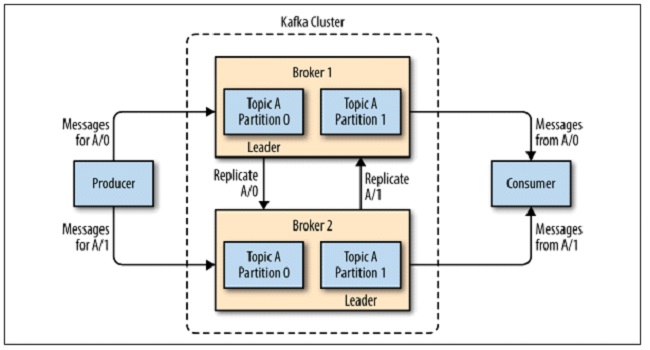 Kafka Cluster
Broker 1
Topic A
Partition 0
Topic A
Partition 1
Leader
Messages
for A/0
Messages
from A/0
Producer
Replicate
A/0
Replicate
A/1
Consumer
Messages
for A/1
Messages
from A/1
Broker 2
Topic A
Partition 0
Topic A
Partition 1
Leader